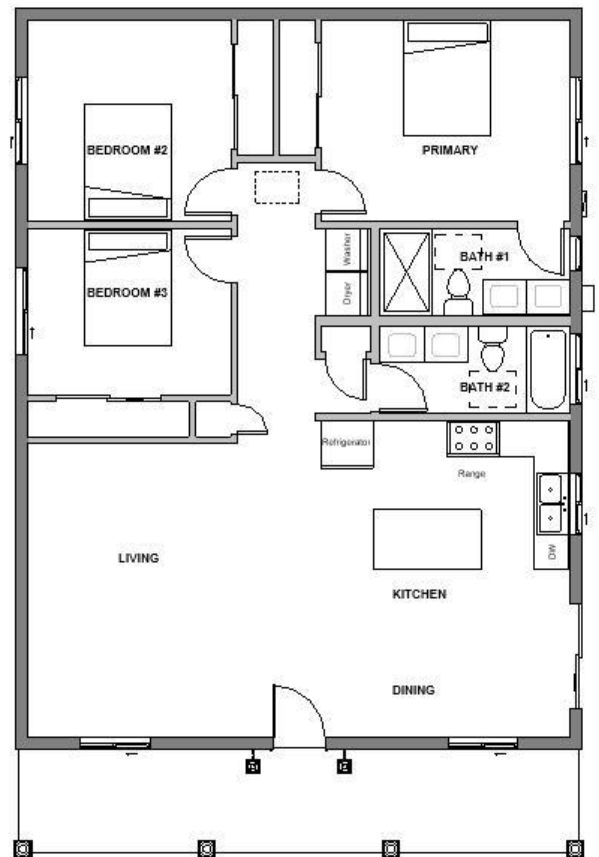 BEDROOM #2
PRIMARY
Washer
BATH #1
BEDROOM #3
Dryer
BATH #2
Refrigerator
Range
DW
LIVING
KITCHEN
DINING